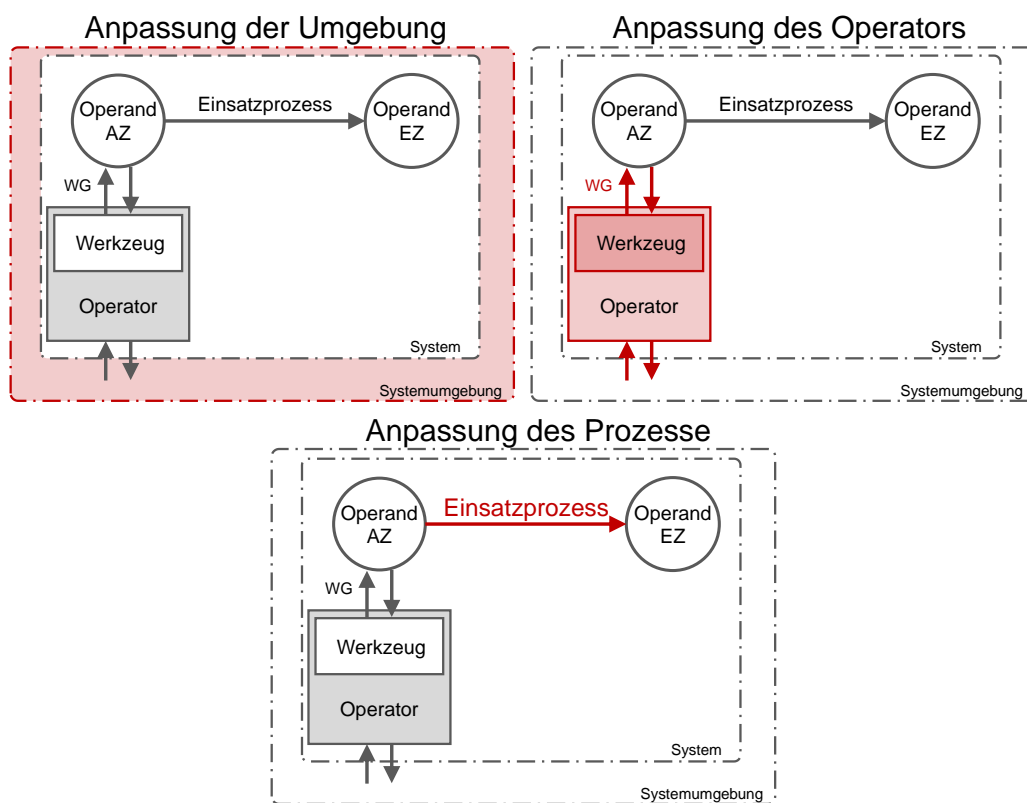 Anpassung der Umgebung
Operand
AZ
Einsatzprozess
Operand
EZ
WG
Werkzeug
Operator
System
Systemumgebung
Anpassung des Operators
Operand
AZ
Einsatzprozess
Operand
EZ
WG
Werkzeug
Operator
System
Systemumgebung
Anpassung des Prozesse
Operand
AZ
Einsatzprozess
Operand
EZ
WG
Werkzeug
Operator
System
Systemumgebung